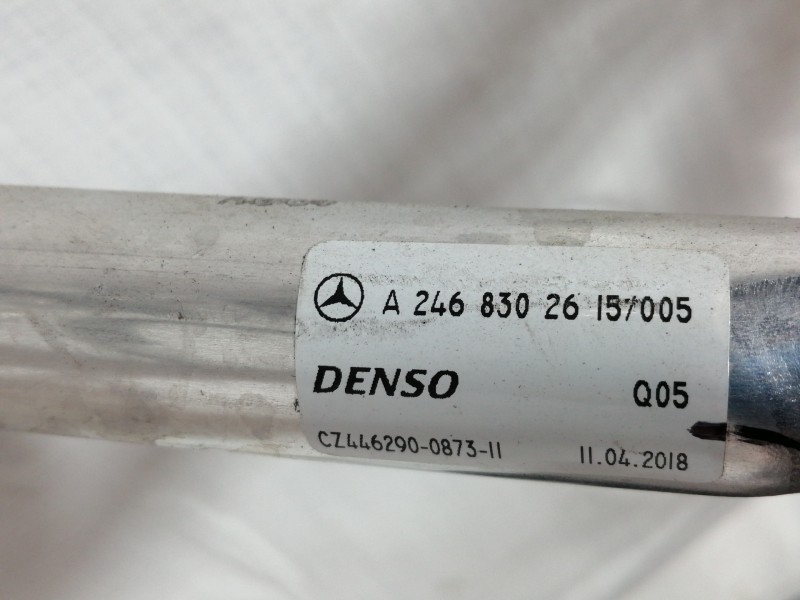 A 246 830 26 15/005
DENSO
Q05
CZ446290-0873-11
11.04.2018